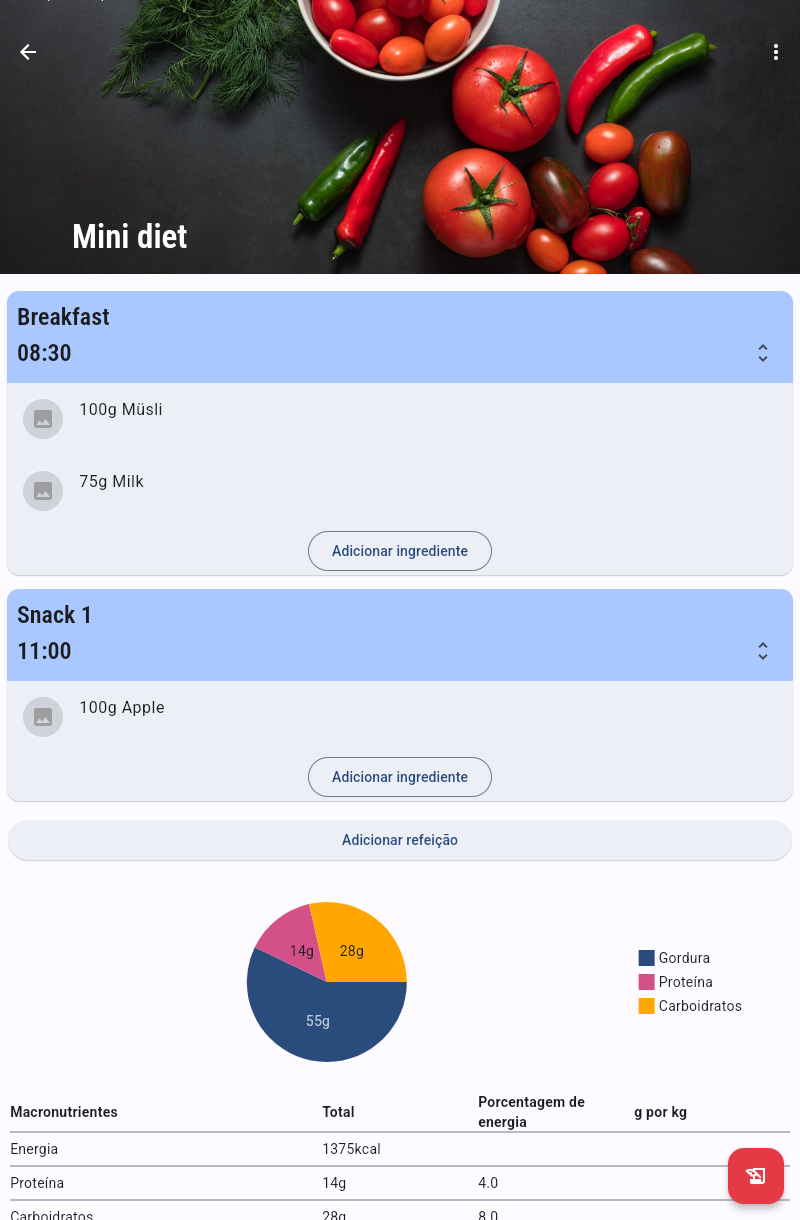 Mini diet
Breakfast
08:30
100g Müsli
75g Milk
Adicionar ingrediente
Snack 1
11:00
100g Apple
Adicionar ingrediente
Adicionar refeição
14g
28g
55g
Gordura
Proteína
Carboidratos
Macronutrientes Total Porcentagem de energia g por kg
Energia 1375kcal
Proteína 14g 4.0
Carboidratos 28g 8.0